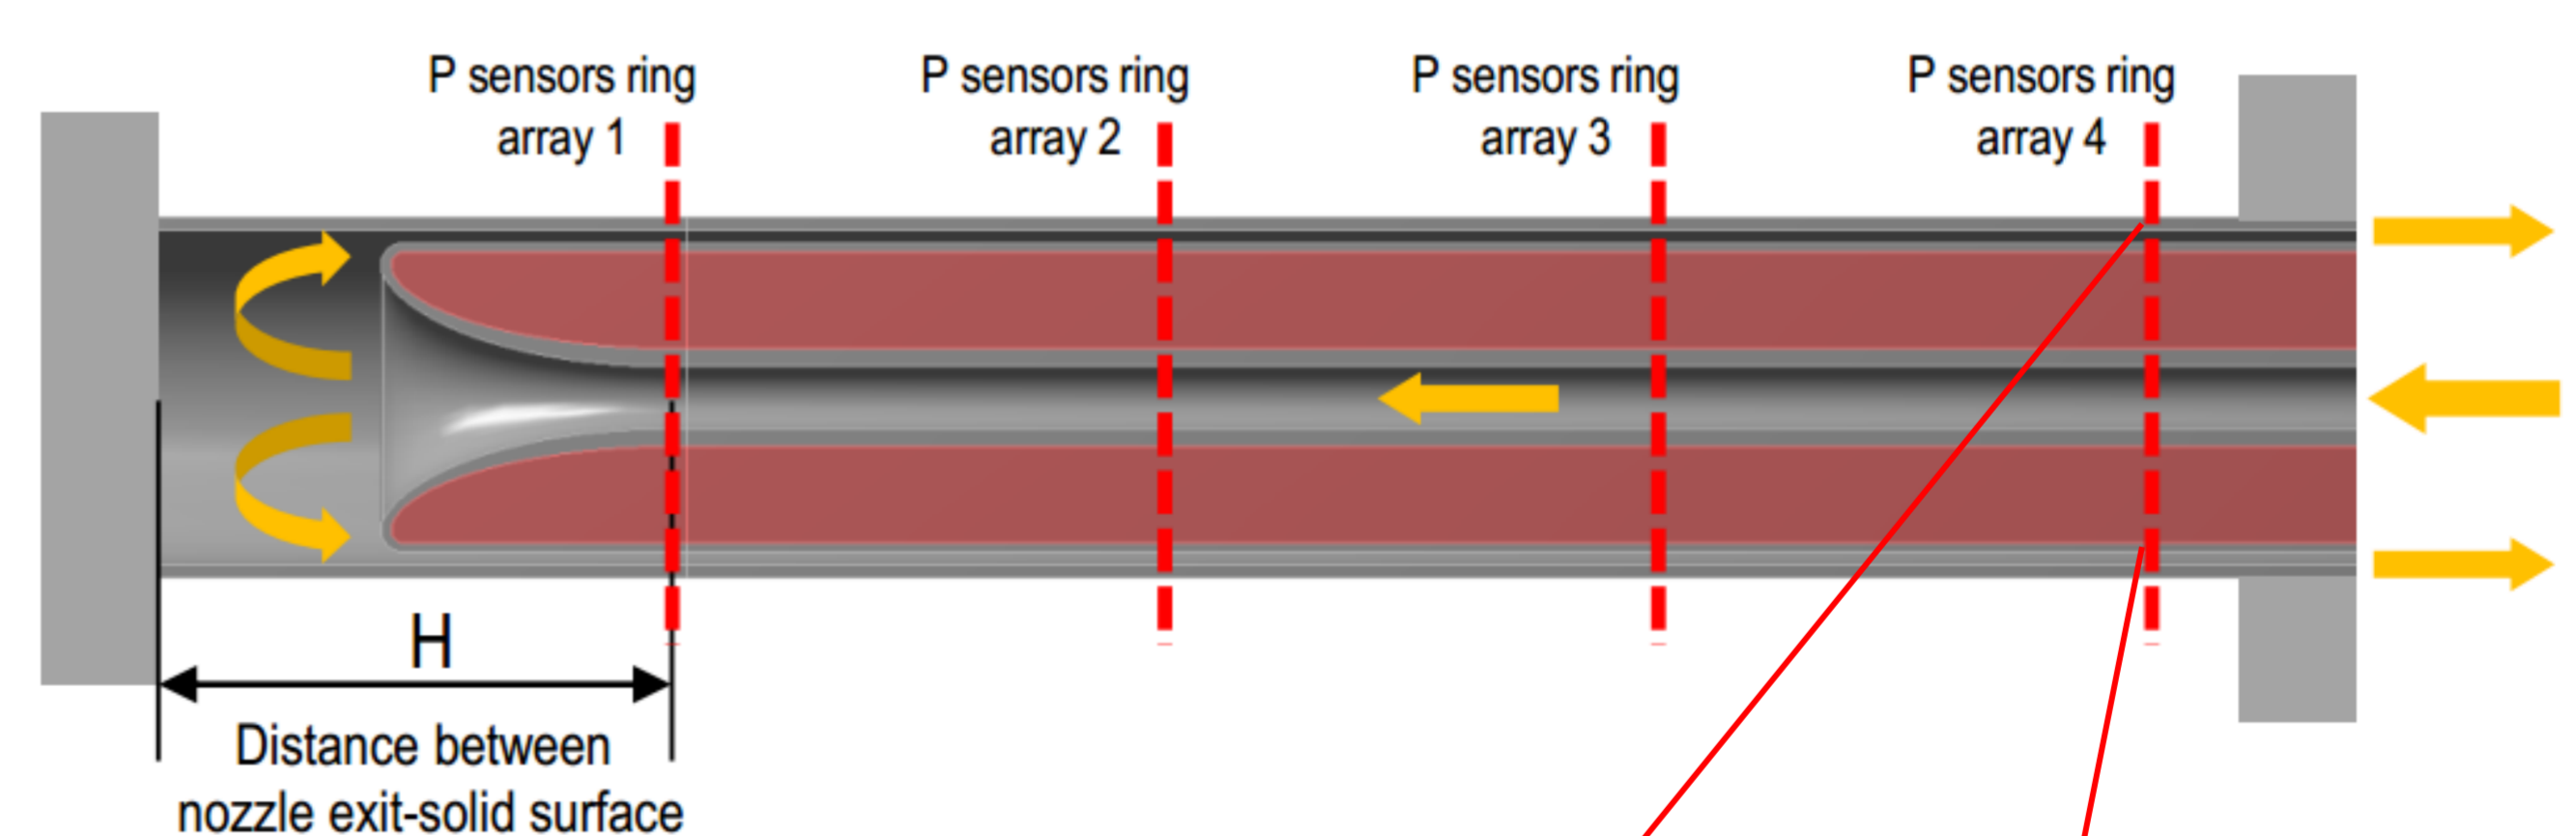 P sensors ring
array 1
P sensors ring
array 2
P sensors ring
array 3
P sensors ring
array 4
H
Distance between
nozzle exit-solid surface